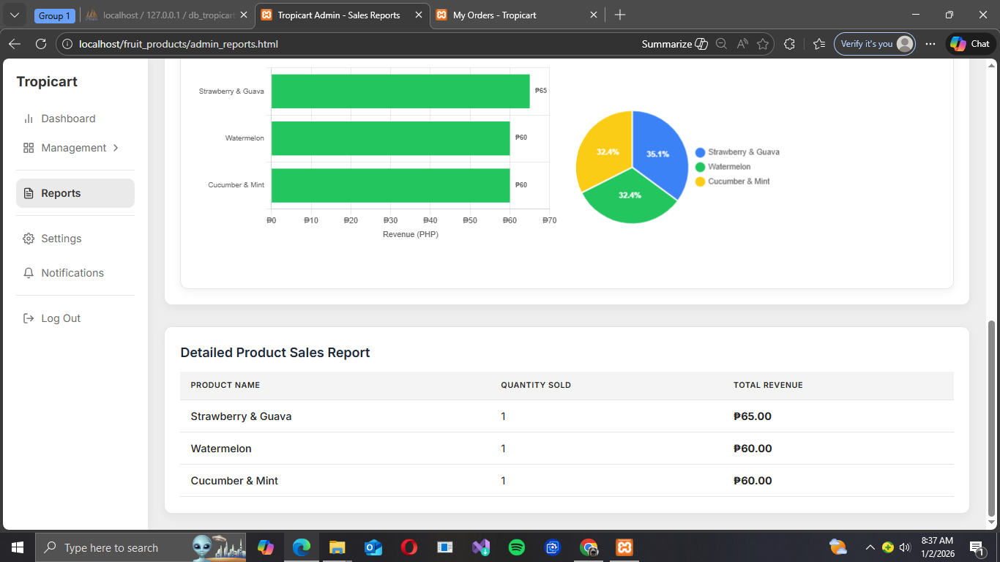 Group 1
localhost / 127.0.0.1 / db_tropicart
Tropicart Admin - Sales Reports
My Orders - Tropicart
localhost/fruit_products/admin_reports.html
Summarize
Verify it's you
Chat
Tropicart
Dashboard
Management
Reports
Settings
Notifications
Log Out
Strawberry & Guava
₱65
Watermelon
₱60
Cucumber & Mint
₱60
₱0 ₱10 ₱20 ₱30 ₱40 ₱50 ₱60 ₱70
Revenue (PHP)
32.4%
35.1%
32.4%
Strawberry & Guava
Watermelon
Cucumber & Mint
Detailed Product Sales Report
PRODUCT NAME QUANTITY SOLD TOTAL REVENUE
Strawberry & Guava 1 ₱65.00
Watermelon 1 ₱60.00
Cucumber & Mint 1 ₱60.00
Type here to search
8:37 AM
1/2/2026
1